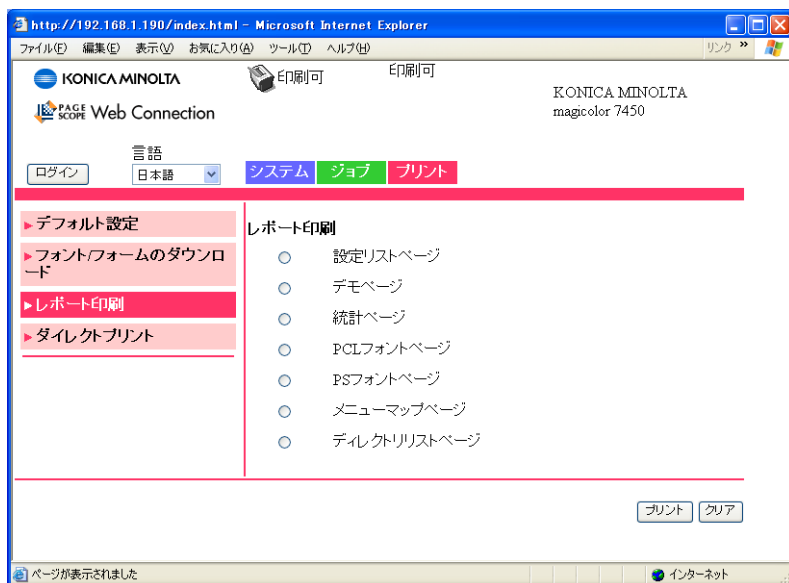 http://192.168.1.190/index.html - Microsoft Internet Explorer
ファイル(F) 編集(E) 表示(V) お気に入り(A) ツール(T) ヘルプ(H) リンク »
KONICA MINOLTA
印刷可
印刷可
KONICA MINOLTA
magicolor 7450
PAGE SCOPE Web Connection
言語
ログイン
日本語
システム
ジョブ
プリント
デフォルト設定
フォント/フォームのダウンロ
ード
レポート印刷
ダイレクトプリント
レポート印刷
設定リストページ
デモページ
統計ページ
PCLフォントページ
PSフォントページ
メニューマップページ
ディレクトリリストページ
プリント
クリア
ページが表示されました
インターネット